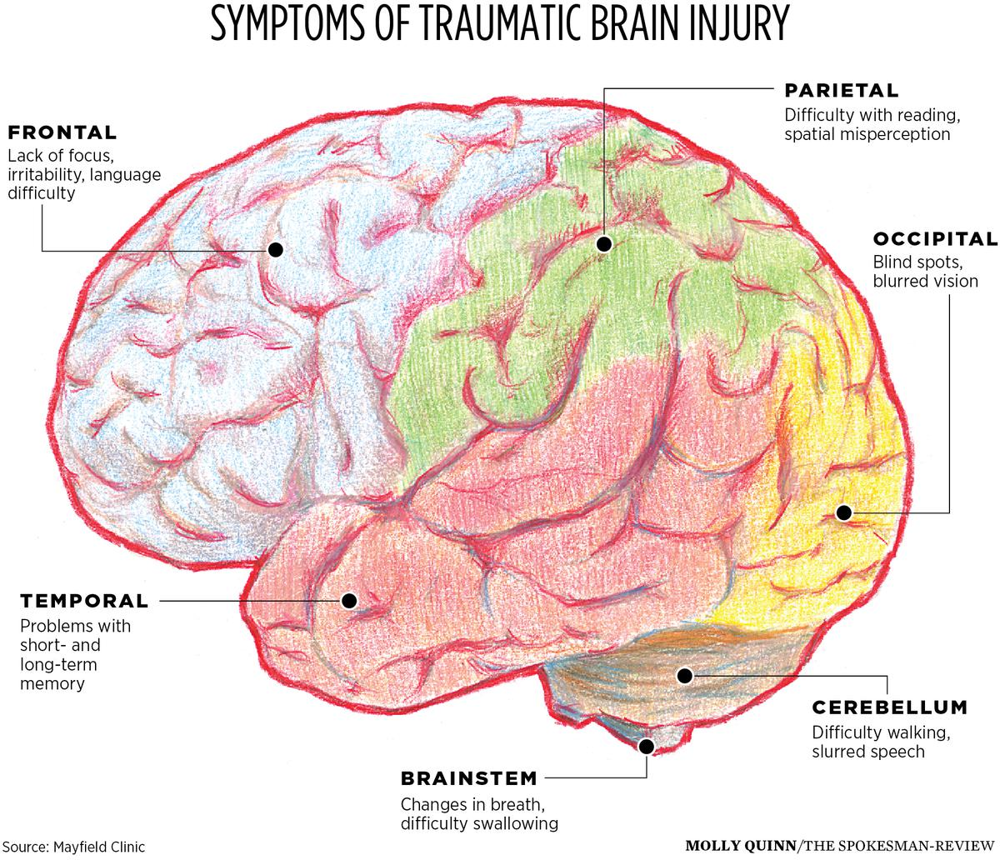 SYMPTOMS OF TRAUMATIC BRAIN INJURY
FRONTAL
Lack of focus,
irritability, language
difficulty
PARIETAL
Difficulty with reading,
spatial misperception
OCCIPITAL
Blind spots,
blurred vision
TEMPORAL
Problems with
short- and
long-term
memory
CEREBELLUM
Difficulty walking,
slurred speech
BRAINSTEM
Changes in breath,
difficulty swallowing
Source: Mayfield Clinic
MOLLY QUINN/THE SPOKESMAN-REVIEW